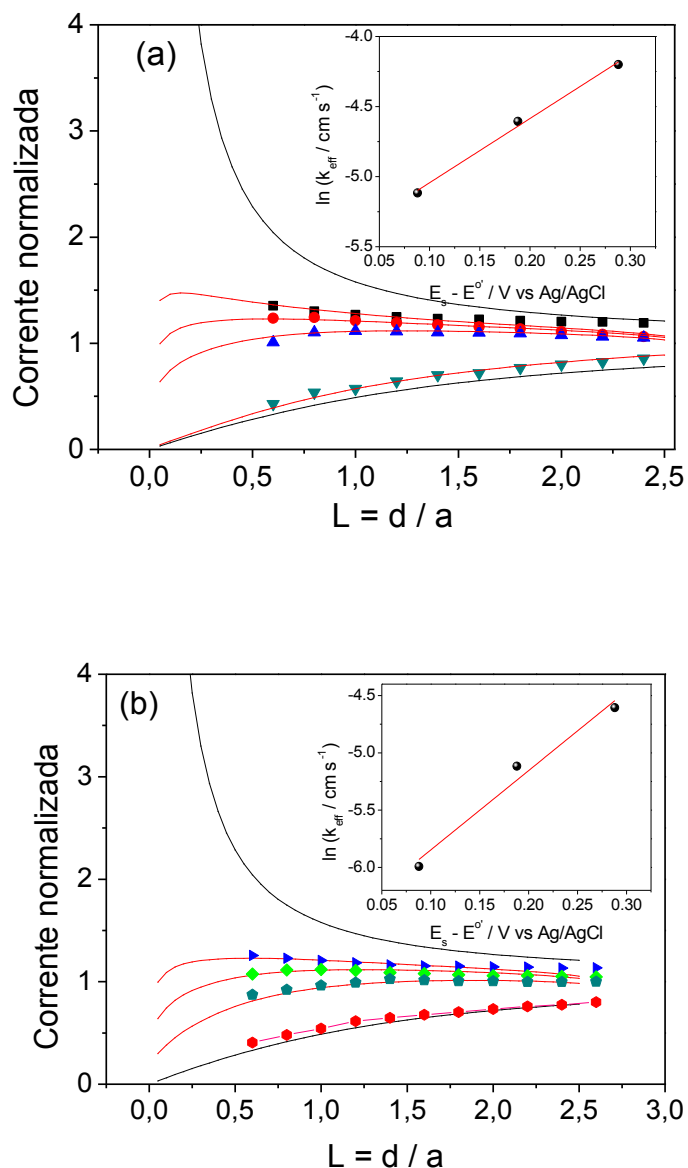 (a)
Corrente normalizada
4
3
2
1
0
0,0 0,5 1,0 1,5 2,0 2,5
L = d / a
ln (k_eff / cm s⁻¹)
-4.0
-4.5
-5.0
-5.5
0.05 0.10 0.15 0.20 0.25 0.30
E_s - E^o' / V vs Ag/AgCl
(b)
Corrente normalizada
4
3
2
1
0
0,0 0,5 1,0 1,5 2,0 2,5 3,0
L = d / a
ln (k_eff / cm s⁻¹)
-4.5
-5.0
-5.5
-6.0
0.05 0.10 0.15 0.20 0.25 0.30
E_s - E^o' / V vs Ag/AgCl